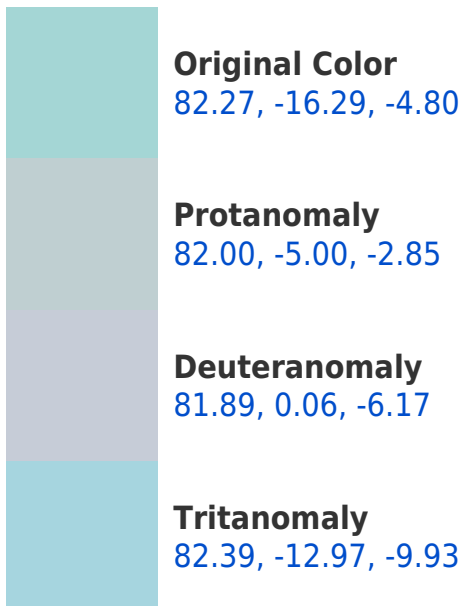 Original Color
82.27, -16.29, -4.80
Protanomaly
82.00, -5.00, -2.85
Deuteranomaly
81.89, 0.06, -6.17
Tritanomaly
82.39, -12.97, -9.93